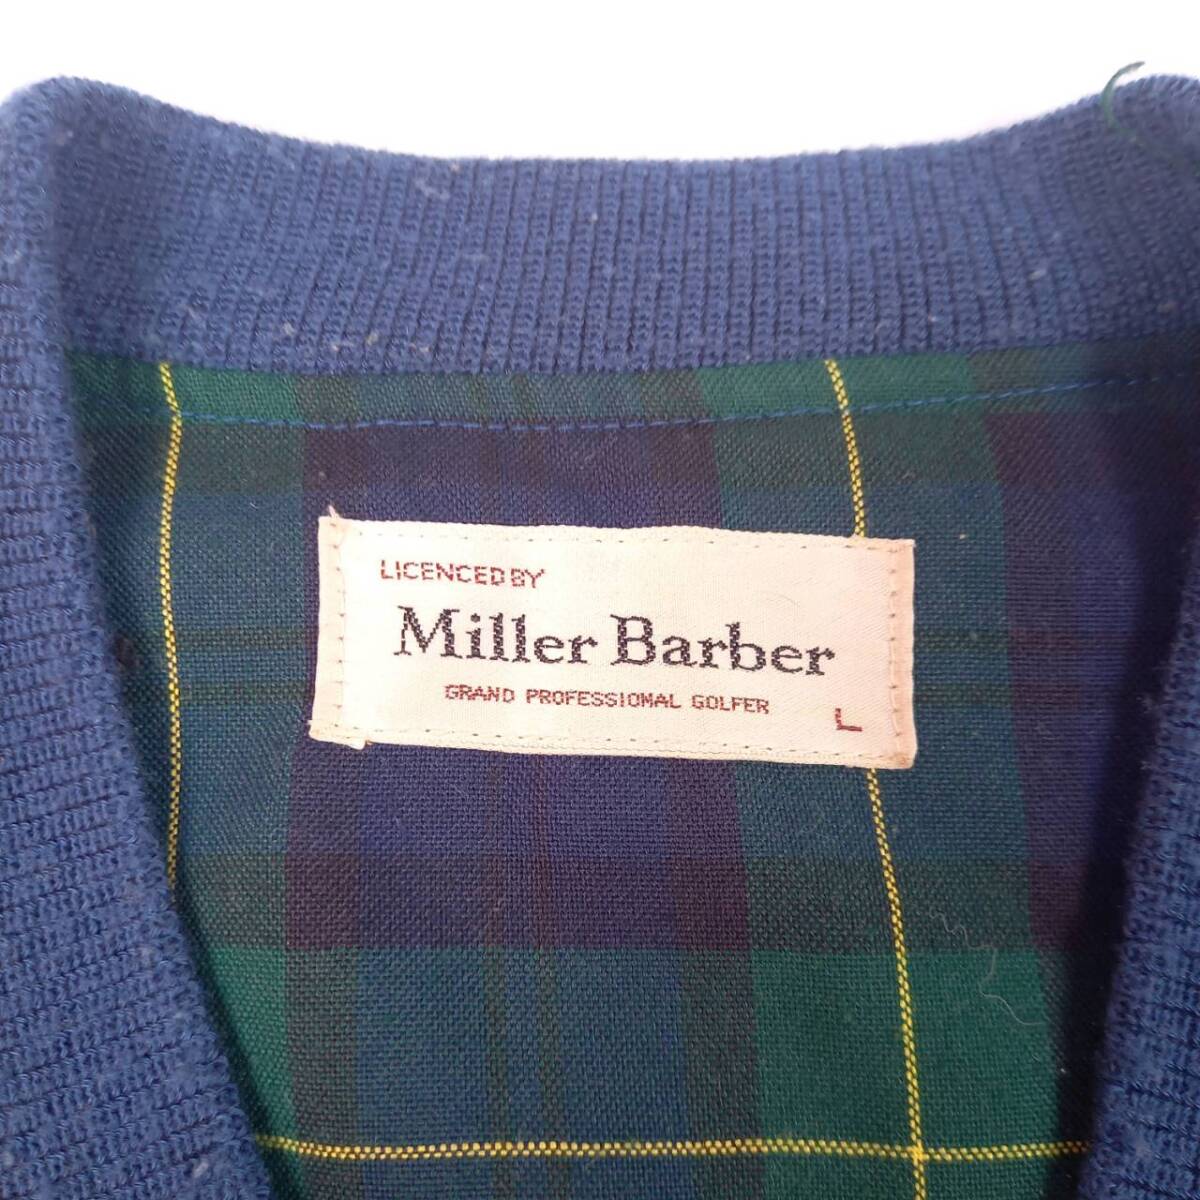 LICENCED BY
Miller Barber
GRAND PROFESSIONAL GOLFER
L